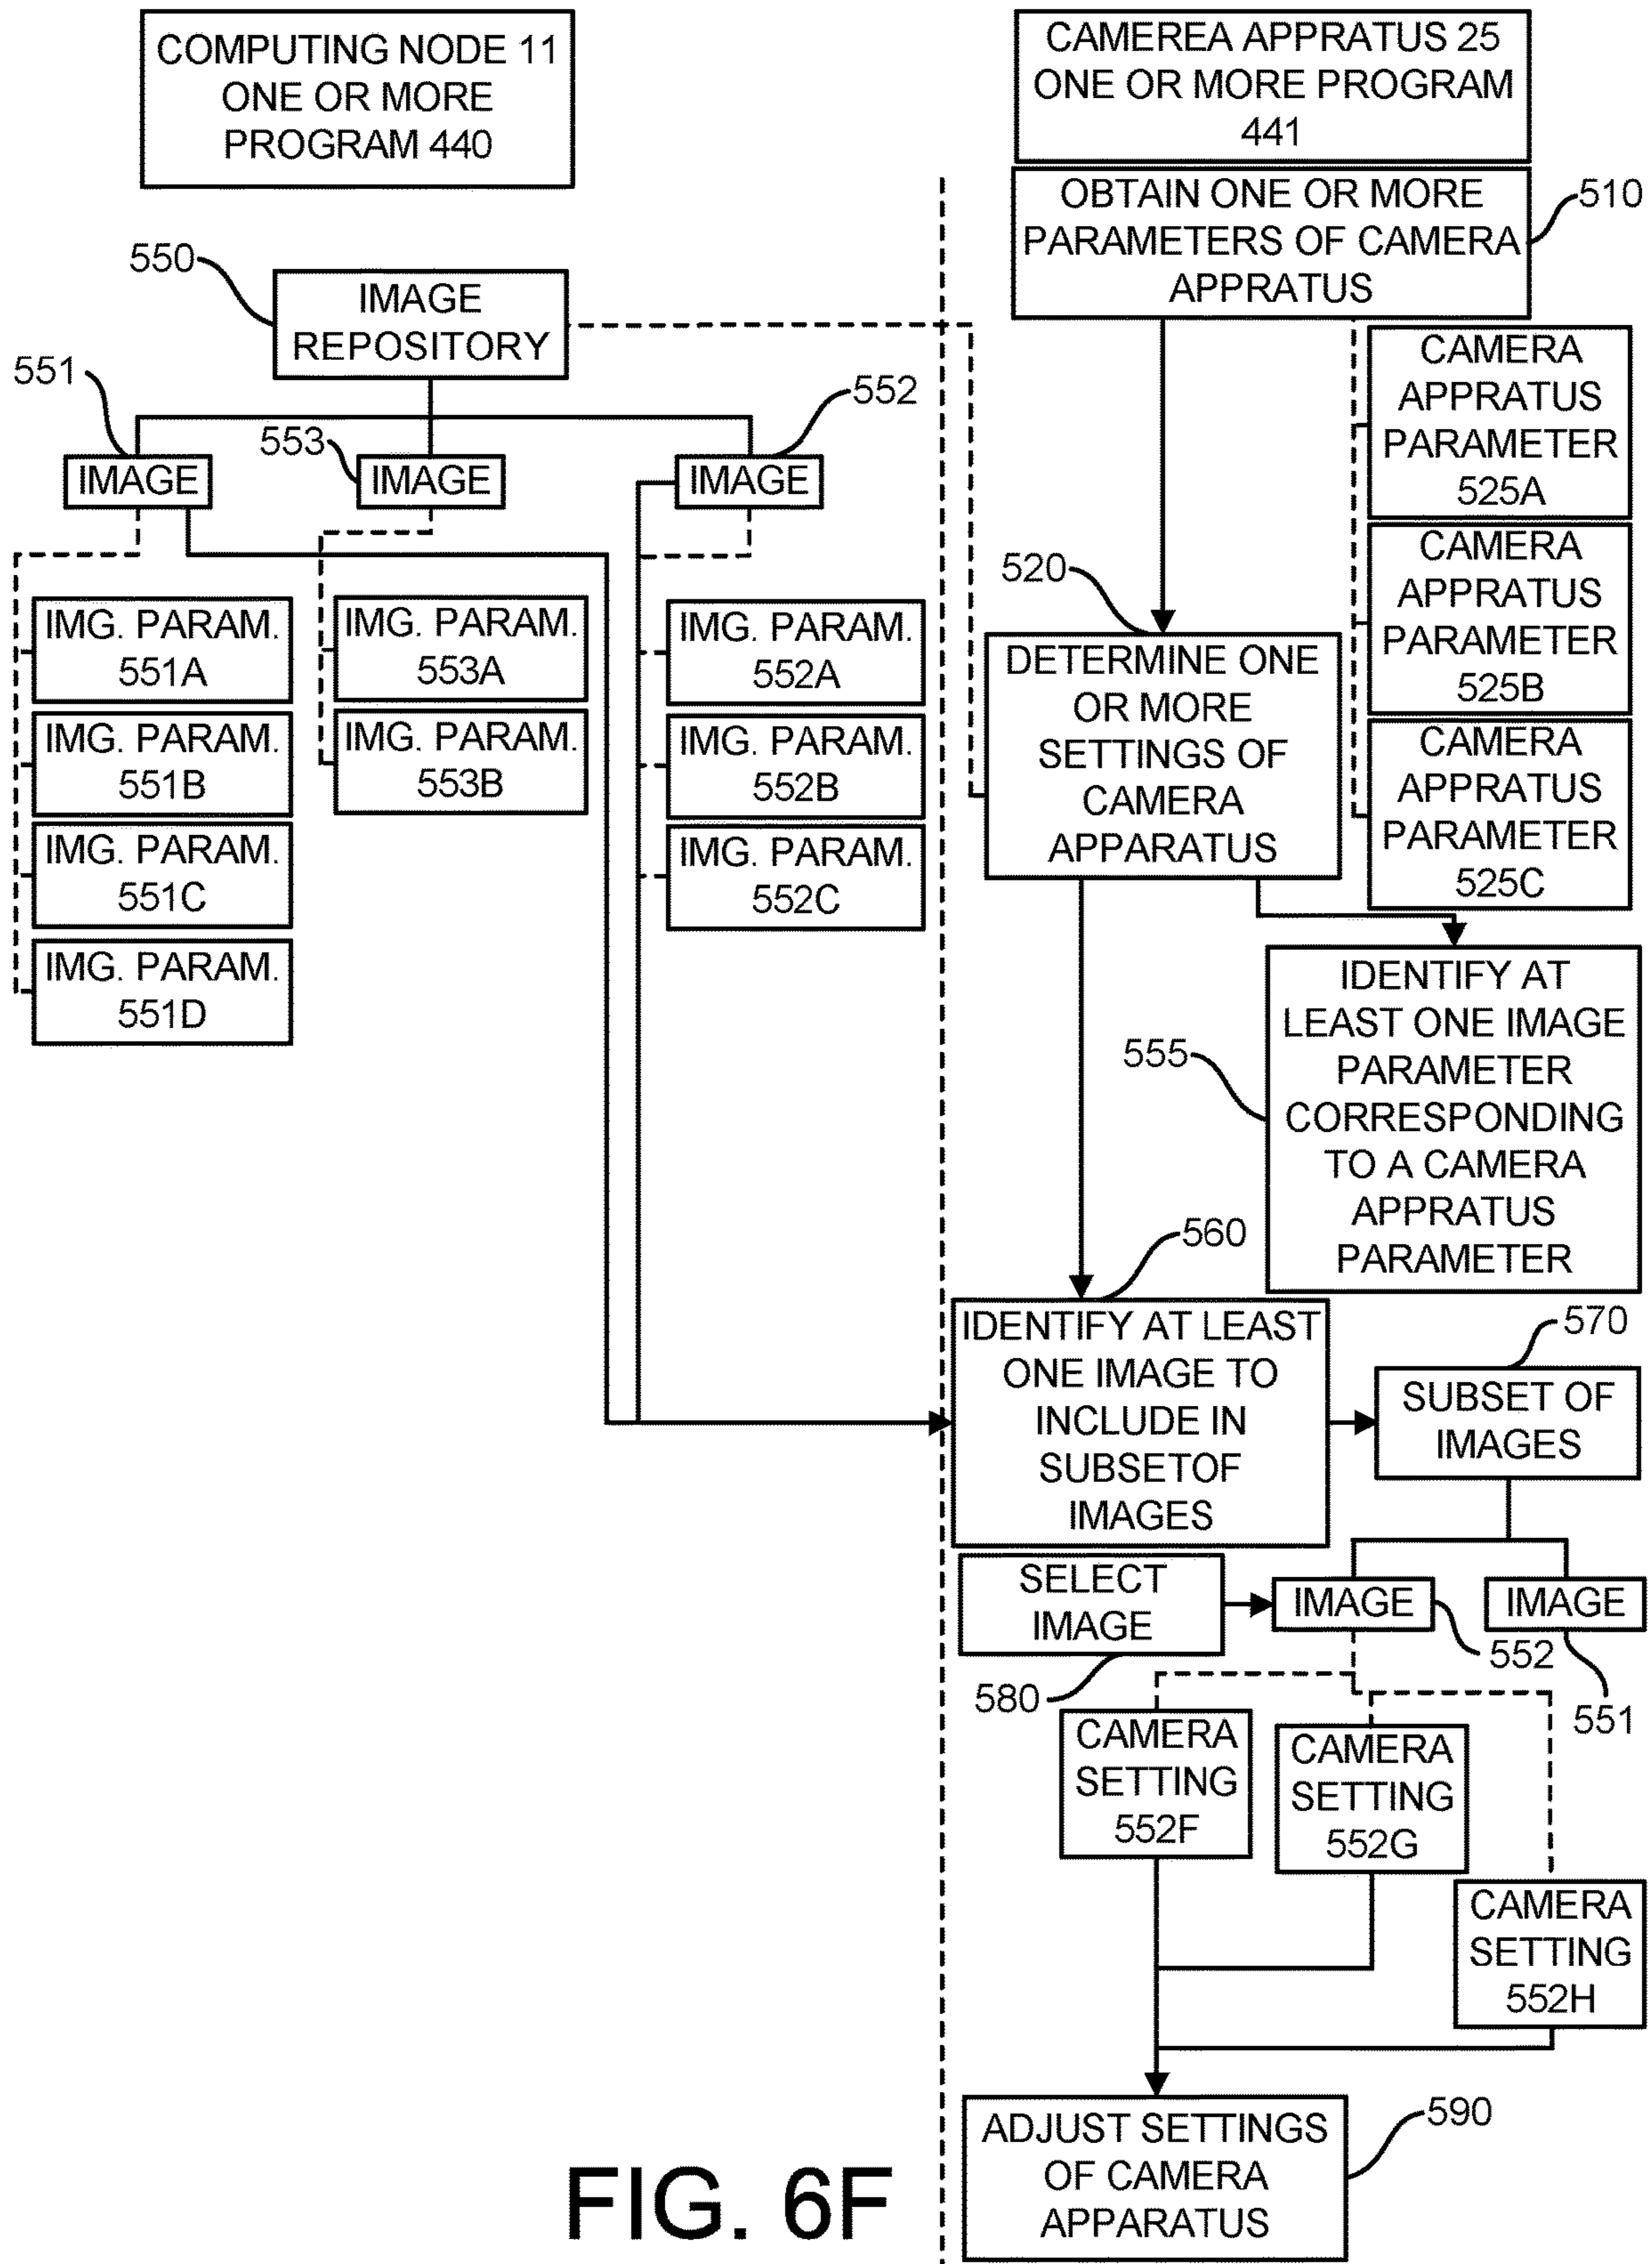 COMPUTING NODE 11
ONE OR MORE
PROGRAM 440
CAMEREA APPRATUS 25
ONE OR MORE PROGRAM
441
OBTAIN ONE OR MORE
PARAMETERS OF CAMERA
APPRATUS
510
550
IMAGE
REPOSITORY
551
553
552
IMAGE
IMAGE
IMAGE
CAMERA
APPRATUS
PARAMETER
525A
CAMERA
APPRATUS
PARAMETER
525B
CAMERA
APPRATUS
PARAMETER
525C
IMG. PARAM.
551A
IMG. PARAM.
551B
IMG. PARAM.
551C
IMG. PARAM.
551D
IMG. PARAM.
553A
IMG. PARAM.
553B
IMG. PARAM.
552A
IMG. PARAM.
552B
IMG. PARAM.
552C
520
DETERMINE ONE
OR MORE
SETTINGS OF
CAMERA
APPARATUS
555
IDENTIFY AT
LEAST ONE IMAGE
PARAMETER
CORRESPONDING
TO A CAMERA
APPRATUS
PARAMETER
560
IDENTIFY AT LEAST
ONE IMAGE TO
INCLUDE IN
SUBSETOF
IMAGES
570
SUBSET OF
IMAGES
SELECT
IMAGE
580
IMAGE
552
IMAGE
551
CAMERA
SETTING
552F
CAMERA
SETTING
552G
CAMERA
SETTING
552H
ADJUST SETTINGS
OF CAMERA
APPARATUS
590
FIG. 6F